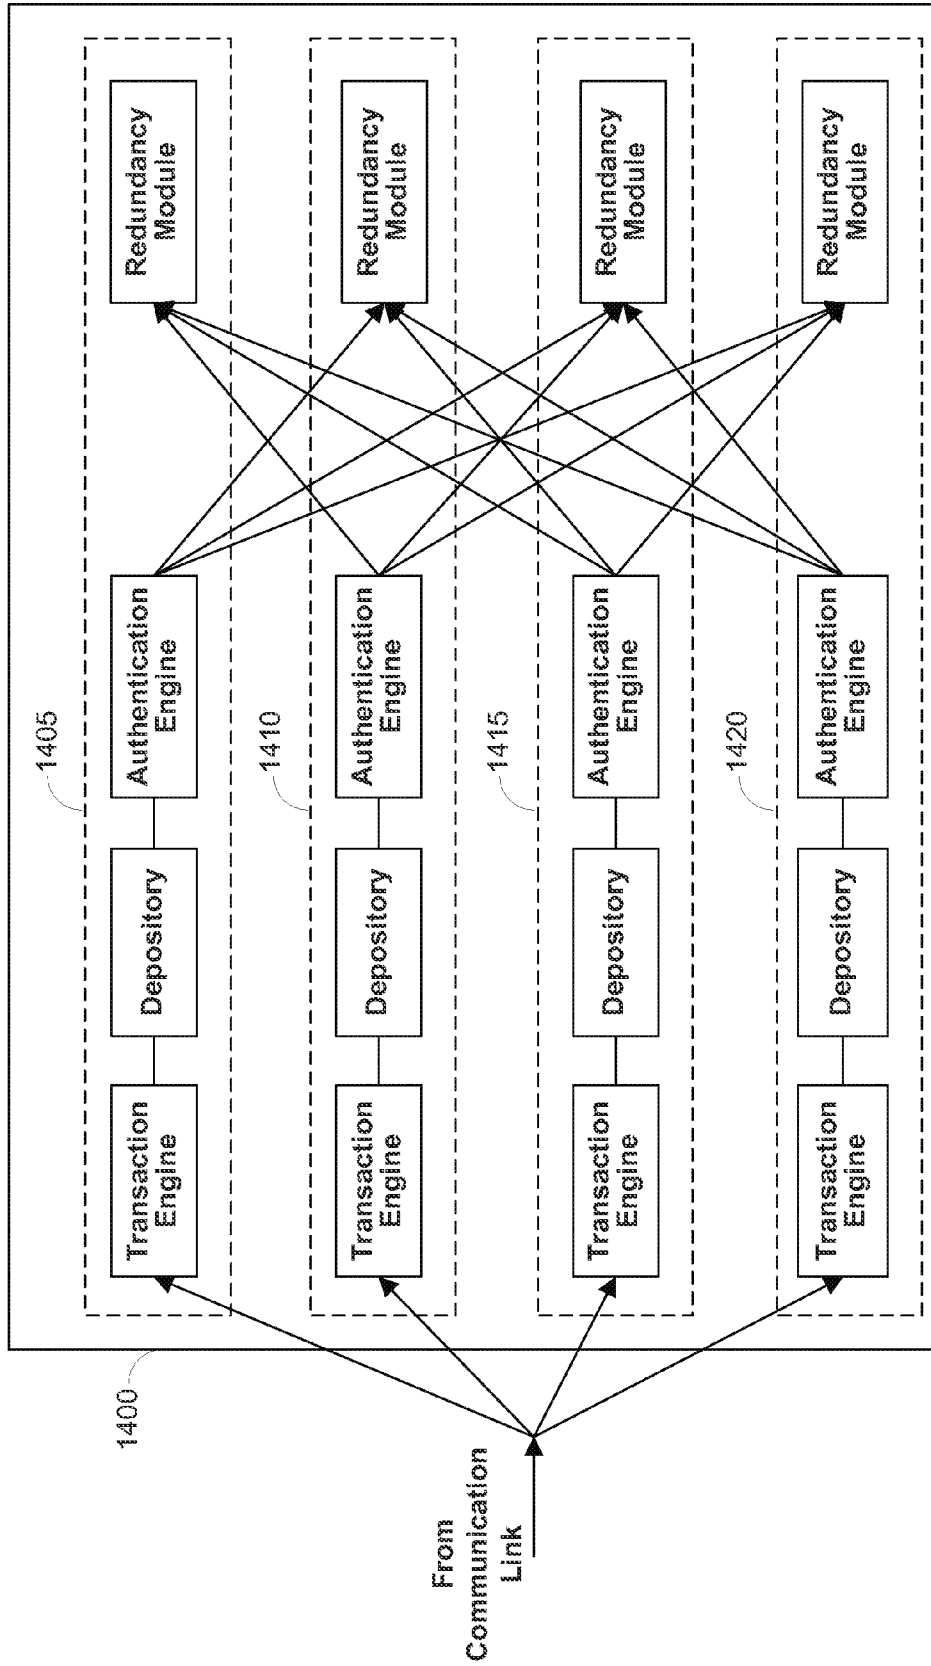 1400
From
Communication
Link
1405
Transaction
Engine
Depository
Authentication
Engine
Redundancy
Module
1410
Transaction
Engine
Depository
Authentication
Engine
Redundancy
Module
1415
Transaction
Engine
Depository
Authentication
Engine
Redundancy
Module
1420
Transaction
Engine
Depository
Authentication
Engine
Redundancy
Module